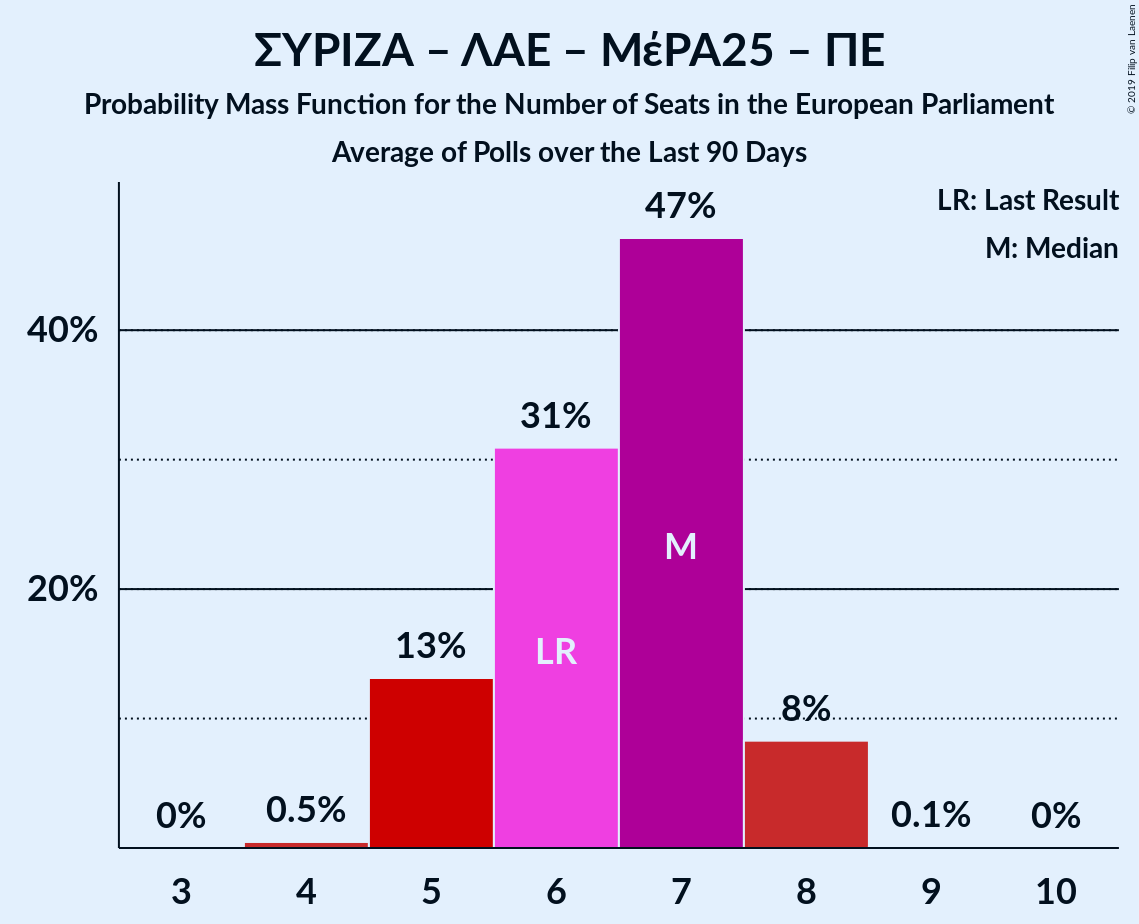 ΣΥΡΙΖΑ – ΛΑΕ – ΜέΡΑ25 – ΠΕ
Probability Mass Function for the Number of Seats in the European Parliament
Average of Polls over the Last 90 Days
© 2019 Filip van Laenen
LR: Last Result
M: Median
40%
20%
0%
0.5%
13%
31%
47%
8%
0.1%
0%
LR
M
3 4 5 6 7 8 9 10